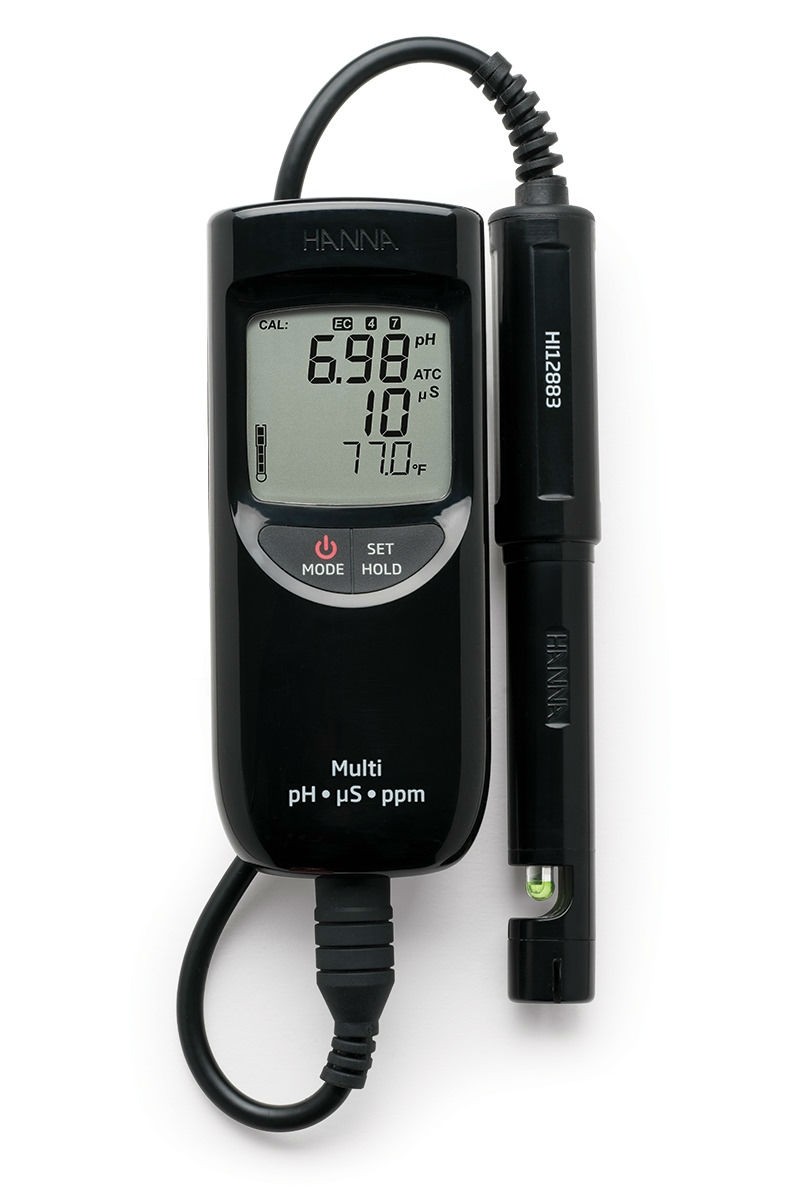 HANNA
CAL: EC 4 7
6.98 pH
ATC
10 µS
77.0 °F
MODE
SET
HOLD
Multi
pH • µS • ppm
HI12883
HANNA